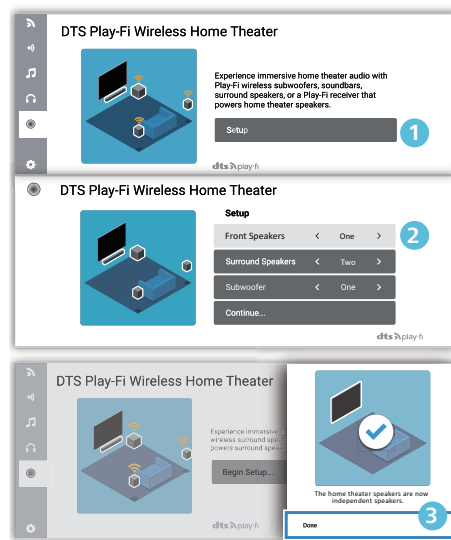 DTS Play-Fi Wireless Home Theater
Experience immersive home theater audio with
Play-Fi wireless subwoofers, soundbars,
surround speakers, or a Play-Fi receiver that
powers home theater speakers.
Setup
1
dts play-fi
DTS Play-Fi Wireless Home Theater
Setup
Front Speakers < One >
2
Surround Speakers < Two >
Subwoofer < One >
Continue...
dts play-fi
DTS Play-Fi Wireless Home Theater
Experience immersive
wireless surround
powers surround
Begin Setup...
dts play-fi
The home theater speakers are now
independent speakers.
Done
3